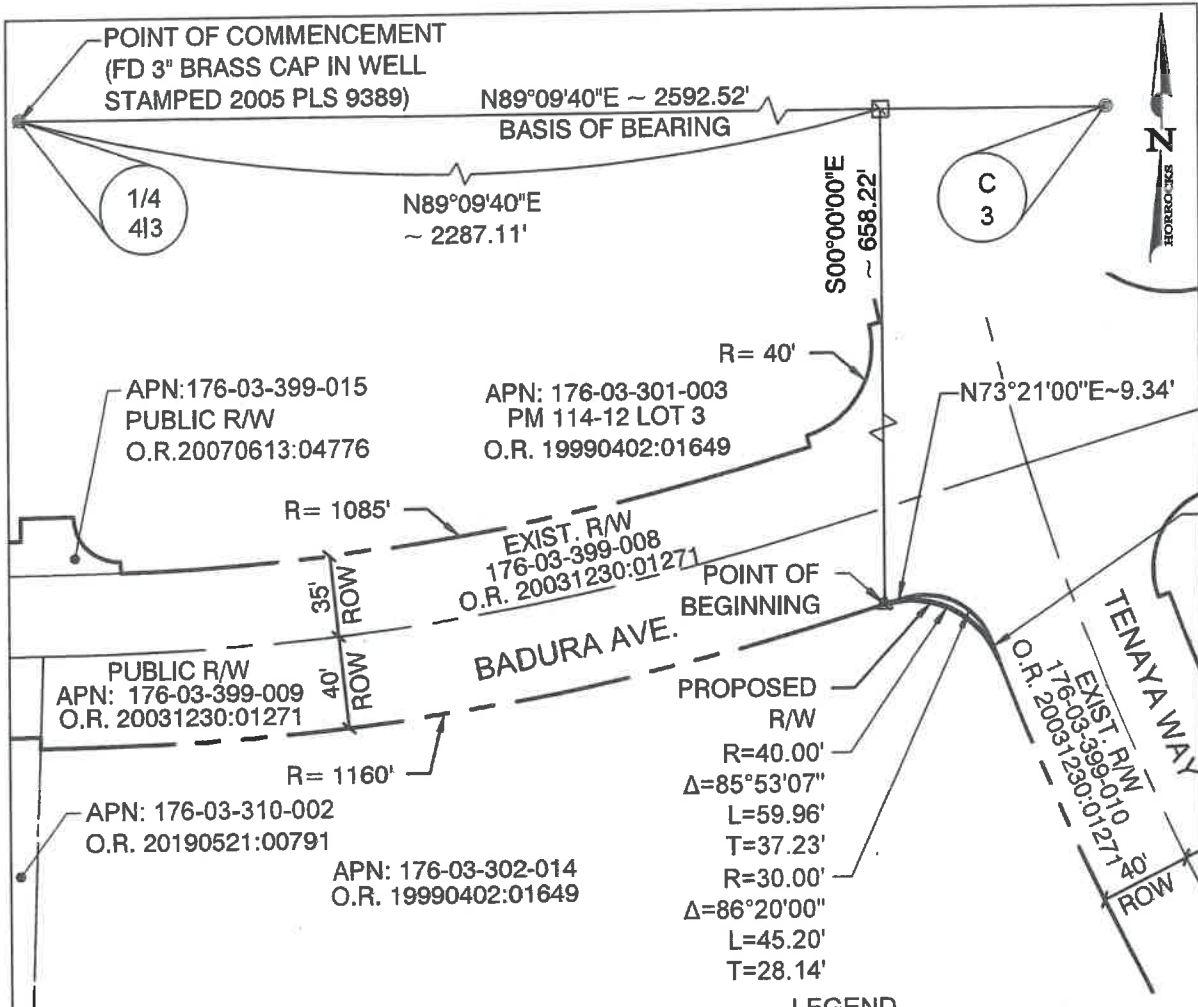 POINT OF COMMENCEMENT
(FD 3" BRASS CAP IN WELL
STAMPED 2005 PLS 9389)
N89°09'40"E ~ 2592.52'
BASIS OF BEARING
N89°09'40"E
~ 2287.11'
1/4
4|3
C
3
N
HORROCKS
S00°00'00"E
~ 658.22'
R= 40'
N73°21'00"E~9.34'
APN:176-03-399-015
PUBLIC R/W
O.R.20070613:04776
APN: 176-03-301-003
PM 114-12 LOT 3
O.R. 19990402:01649
R= 1085'
EXIST. R/W
176-03-399-008
O.R. 20031230:01271
POINT OF
BEGINNING
35'
ROW
40'
ROW
BADURA AVE.
PUBLIC R/W
APN: 176-03-399-009
O.R. 20031230:01271
R= 1160'
PROPOSED
R/W
R=40.00'
Δ=85°53'07"
L=59.96'
T=37.23'
R=30.00'
Δ=86°20'00"
L=45.20'
T=28.14'
TENAYA WAY
EXIST. R/W
176-03-399-010
O.R. 20031230:01271
40'
ROW
APN: 176-03-310-002
O.R. 20190521:00791
APN: 176-03-302-014
O.R. 19990402:01649
LEGEND